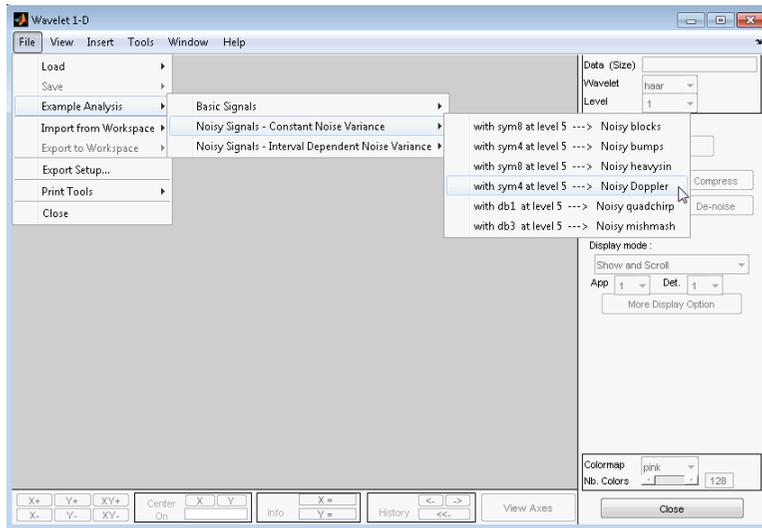 Wavelet 1-D
File View Insert Tools Window Help
Load
Save
Example Analysis
Import from Workspace
Export to Workspace
Export Setup...
Print Tools
Close
Basic Signals
Noisy Signals - Constant Noise Variance
Noisy Signals - Interval Dependent Noise Variance
with sym8 at level 5 ---> Noisy blocks
with sym4 at level 5 ---> Noisy bumps
with sym8 at level 5 ---> Noisy heavysin
with sym4 at level 5 ---> Noisy Doppler
with db1 at level 5 ---> Noisy quadchirp
with db3 at level 5 ---> Noisy mishmash
Data (Size)
Wavelet haar
Level 1
Compress
De-noise
Display mode :
Show and Scroll
App 1 Det. 1
More Display Option
Colormap pink
Nb. Colors 128
Close
X+ Y+ XY+
X- Y- XY-
Center On X Y
Info X = Y =
History <- -> <<-
View Axes